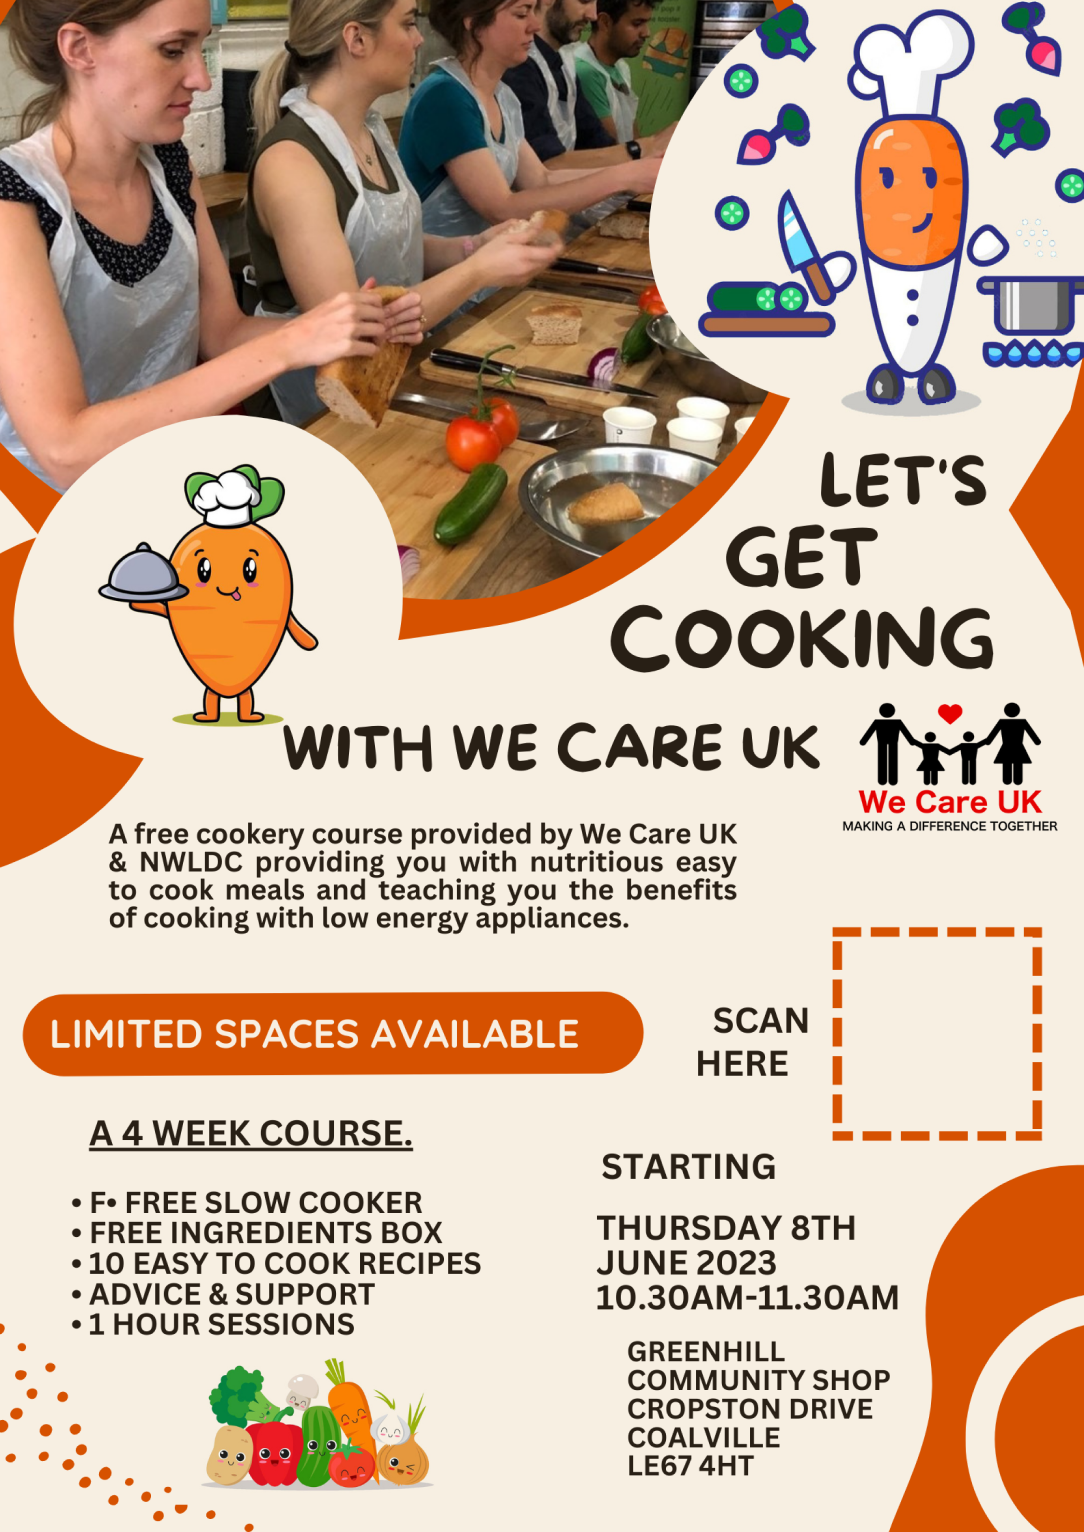 LET'S
GET
COOKING
WITH WE CARE UK
We Care UK
MAKING A DIFFERENCE TOGETHER
A free cookery course provided by We Care UK
& NWLDC providing you with nutritious easy
to cook meals and teaching you the benefits
of cooking with low energy appliances.
LIMITED SPACES AVAILABLE
SCAN
HERE
A 4 WEEK COURSE.
• F• FREE SLOW COOKER
• FREE INGREDIENTS BOX
• 10 EASY TO COOK RECIPES
• ADVICE & SUPPORT
• 1 HOUR SESSIONS
STARTING
THURSDAY 8TH
JUNE 2023
10.30AM-11.30AM
GREENHILL
COMMUNITY SHOP
CROPSTON DRIVE
COALVILLE
LE67 4HT